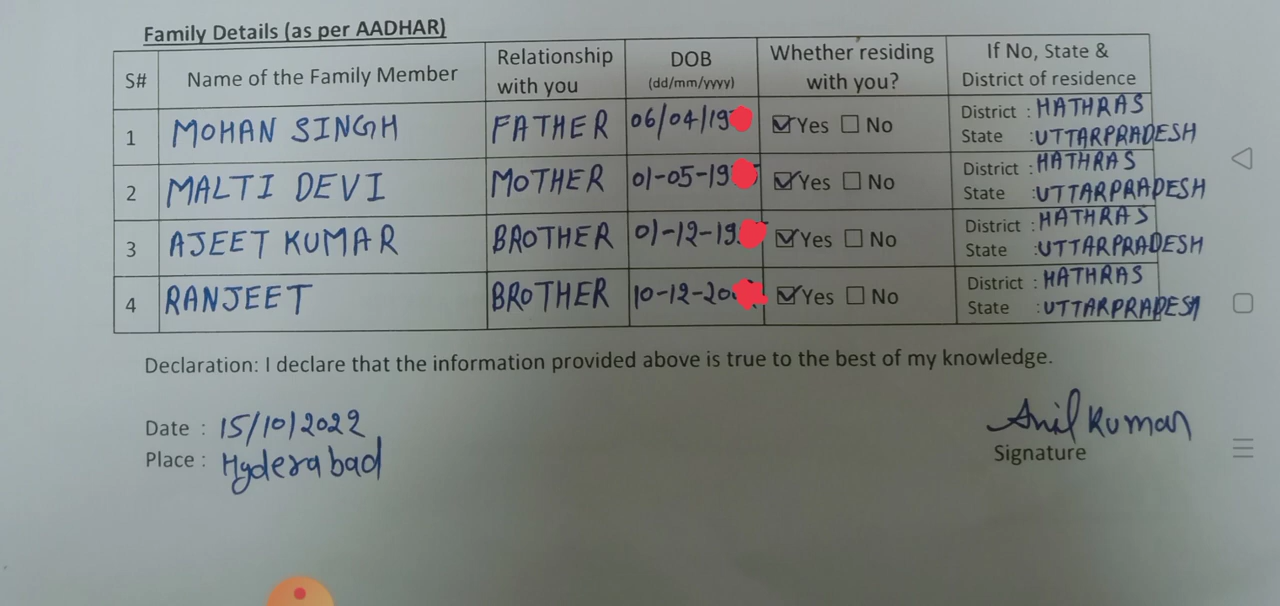 Family Details (as per AADHAR)
S# Name of the Family Member Relationship with you DOB (dd/mm/yyyy) Whether residing with you? If No, State & District of residence
1 MOHAN SINGH FATHER 06/04/19 Yes No District : HATHRAS
State : UTTARPRADESH
2 MALTI DEVI MOTHER 01-05-19 Yes No District : HATHRAS
State : UTTARPRADESH
3 AJEET KUMAR BROTHER 01-12-19 Yes No District : HATHRAS
State : UTTARPRADESH
4 RANJEET BROTHER 10-12-20 Yes No District : HATHRAS
State : UTTARPRADESH
Declaration: I declare that the information provided above is true to the best of my knowledge.
Date : 15/10/2022
Place : Hyderabad
Anil Kumar
Signature